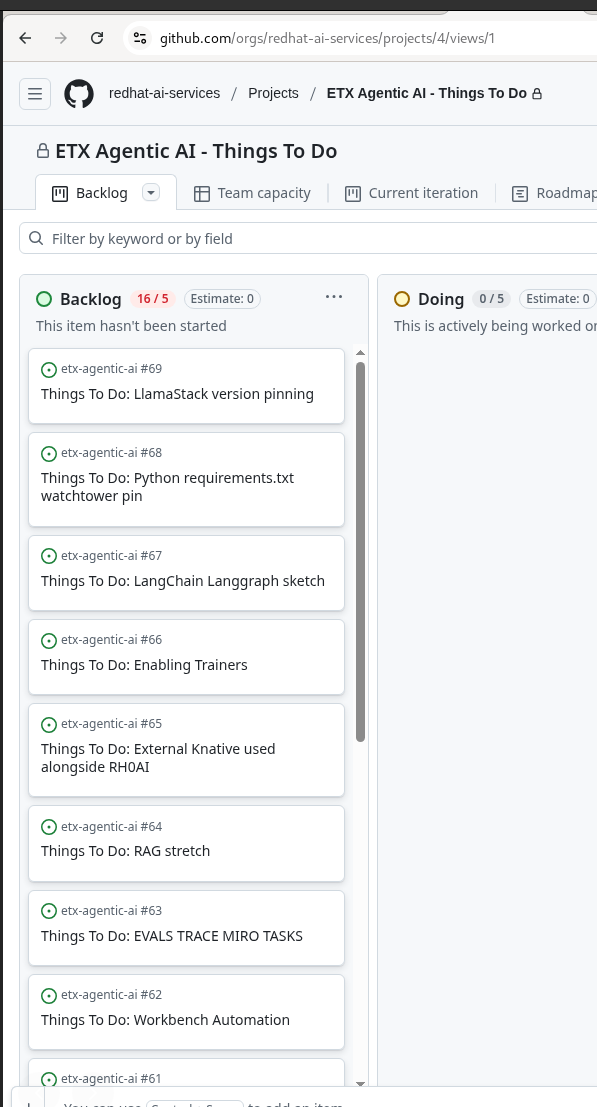 github.com/orgs/redhat-ai-services/projects/4/views/1
redhat-ai-services / Projects / ETX Agentic AI - Things To Do
ETX Agentic AI - Things To Do
Backlog
Team capacity
Current iteration
Roadmap
Filter by keyword or by field
Backlog 16 / 5 Estimate: 0 ...
This item hasn't been started
etx-agentic-ai #69
Things To Do: LlamaStack version pinning
etx-agentic-ai #68
Things To Do: Python requirements.txt
watchtower pin
etx-agentic-ai #67
Things To Do: LangChain Langgraph sketch
etx-agentic-ai #66
Things To Do: Enabling Trainers
etx-agentic-ai #65
Things To Do: External Knative used
alongside RH0AI
etx-agentic-ai #64
Things To Do: RAG stretch
etx-agentic-ai #63
Things To Do: EVALS TRACE MIRO TASKS
etx-agentic-ai #62
Things To Do: Workbench Automation
etx-agentic-ai #61
Doing 0 / 5 Estimate: 0
This is actively being worked on
You can use to add an item